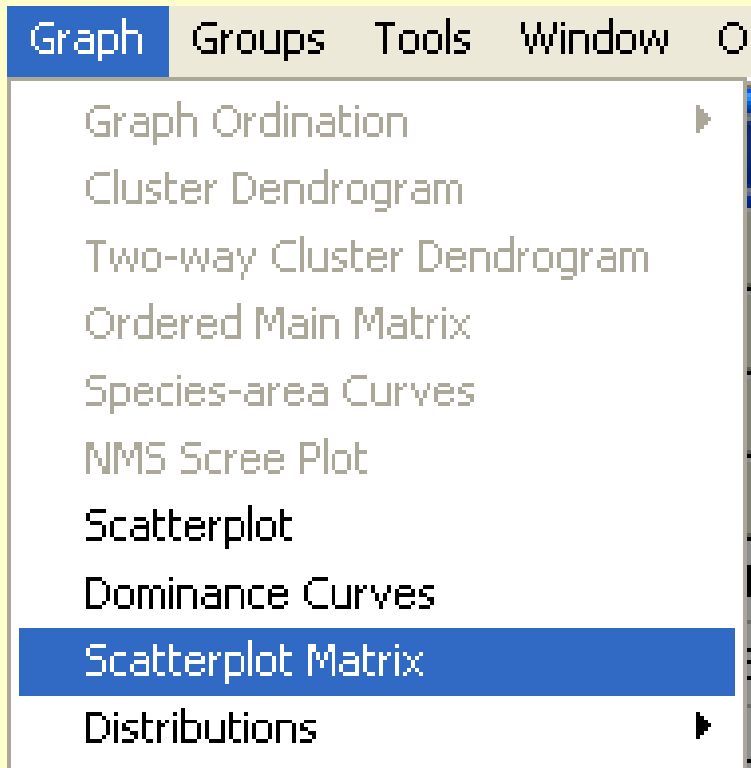 Graph Groups Tools Window O
Graph Ordination
Cluster Dendrogram
Two-way Cluster Dendrogram
Ordered Main Matrix
Species-area Curves
NMS Scree Plot
Scatterplot
Dominance Curves
Scatterplot Matrix
Distributions